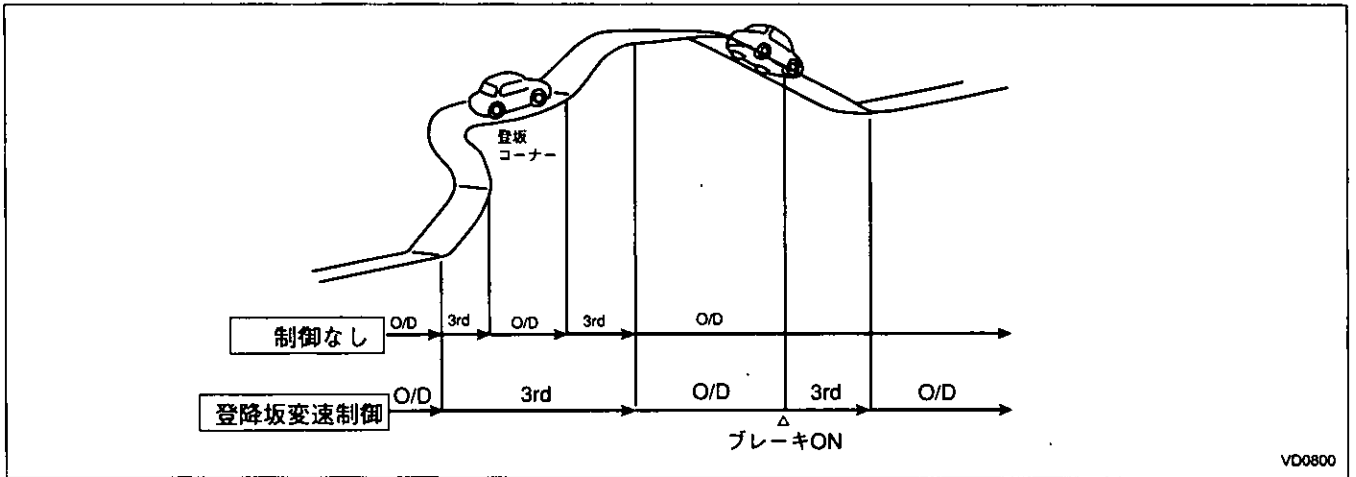 登坂
コーナー
制御なし O/D 3rd O/D 3rd O/D
登降坂変速制御 O/D 3rd O/D 3rd O/D
△
ブレーキON
VD0800